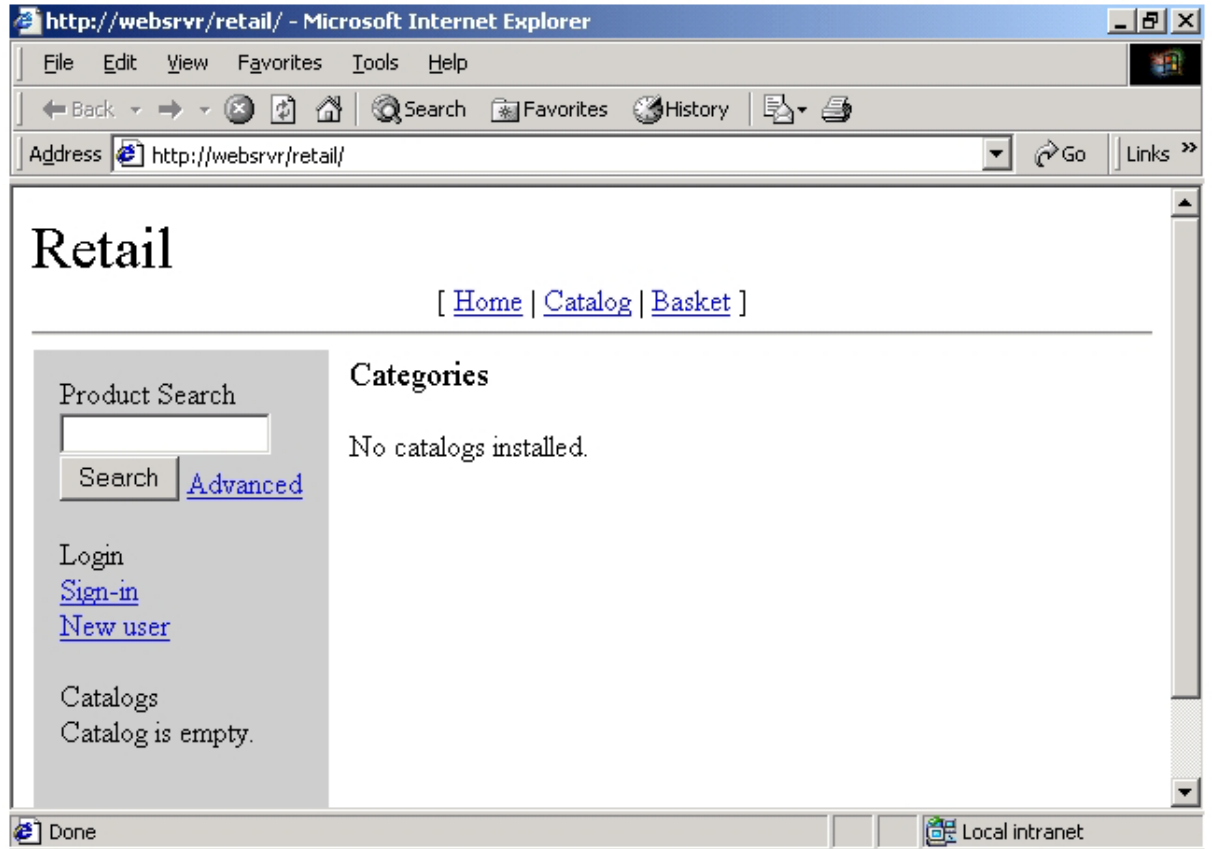 http://websrvr/retail/ - Microsoft Internet Explorer
File Edit View Favorites Tools Help
Back Search Favorites History
Address http://websrvr/retail/ Go Links »
Retail
[ Home | Catalog | Basket ]
Product Search
Search Advanced
Login
Sign-in
New user
Catalogs
Catalog is empty.
Categories
No catalogs installed.
Done Local intranet